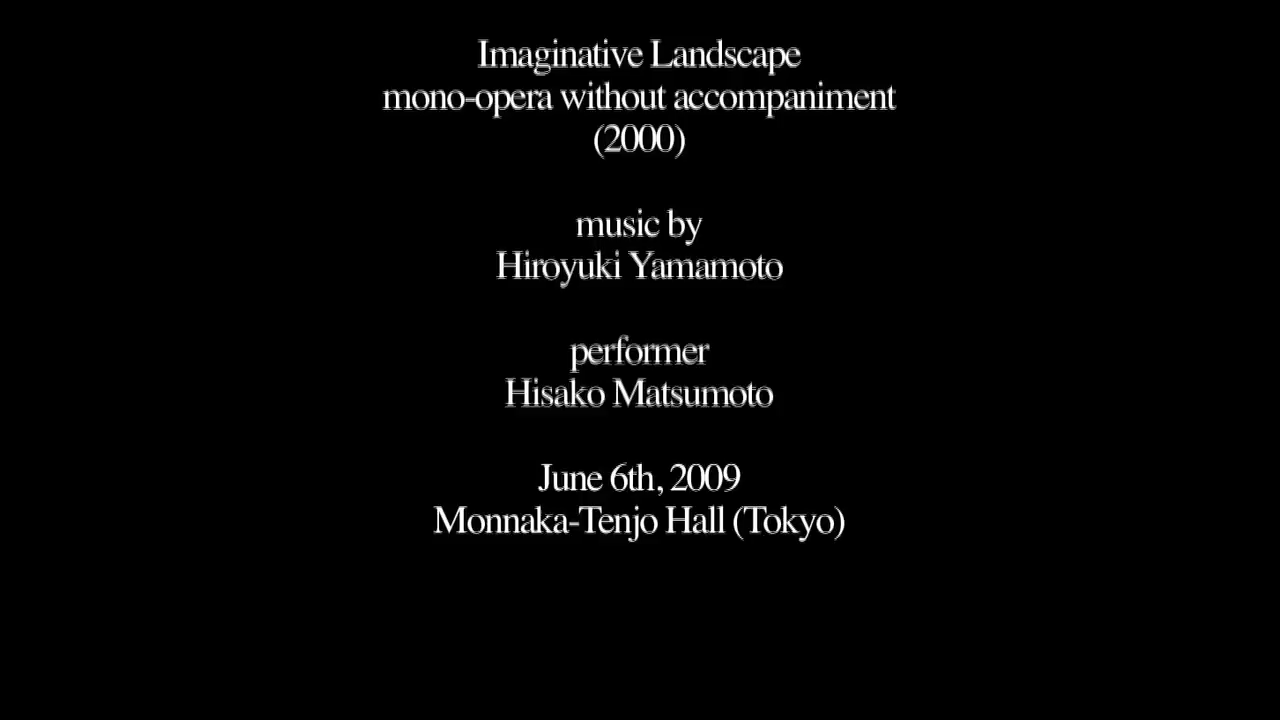 Imaginative Landscape
mono-opera without accompaniment
(2000)
music by
Hiroyuki Yamamoto
performer
Hisako Matsumoto
June 6th, 2009
Monnaka-Tenjo Hall (Tokyo)